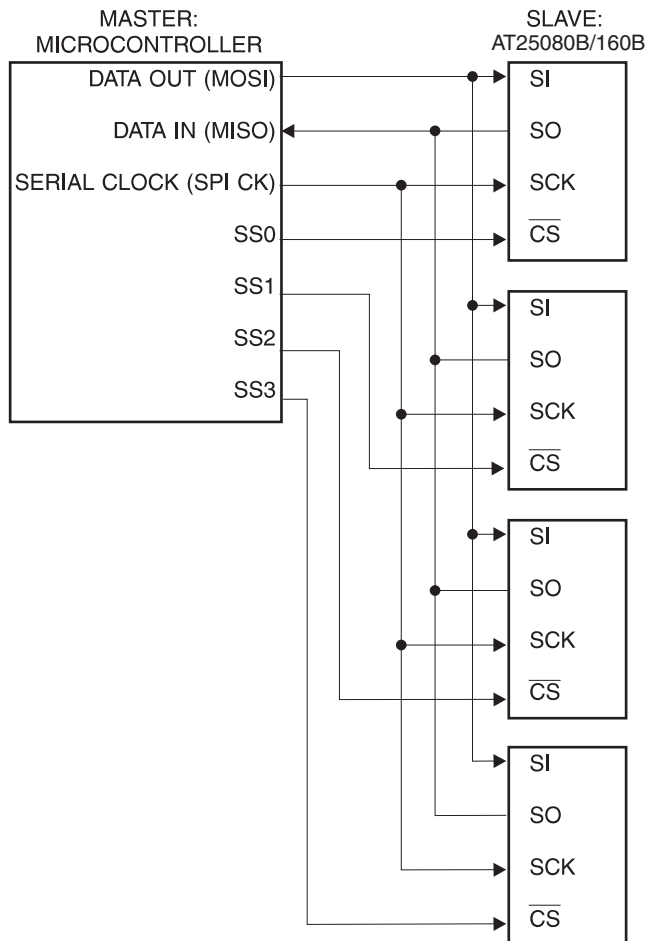 MASTER:
MICROCONTROLLER
DATA OUT (MOSI)
DATA IN (MISO)
SERIAL CLOCK (SPI CK)
SS0
SS1
SS2
SS3
SLAVE:
AT25080B/160B
SI
SO
SCK
CS
SI
SO
SCK
CS
SI
SO
SCK
CS
SI
SO
SCK
CS